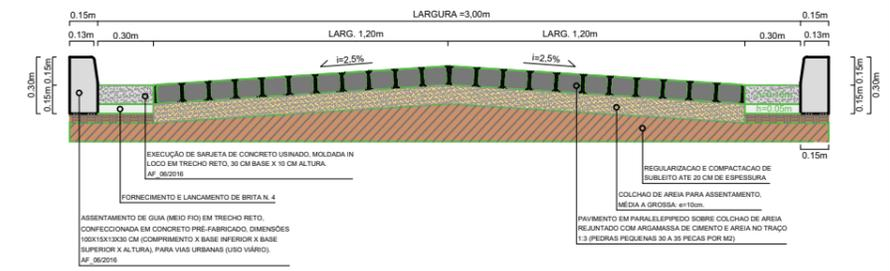 LARGURA =3,00m
0.15m
0.15m
0.13m
0.30m
LARG. 1,20m
LARG. 1,20m
0.30m
0.13m
i=2,5%
i=2,5%
0.30m
0.15m
0.15m
0.15m
0.15m
0.30m
h=0.05m
0.15m
EXECUÇÃO DE SARJETA DE CONCRETO USINADO, MOLDADA IN
LOCO EM TRECHO RETO, 30 CM BASE X 10 CM ALTURA.
AF_06/2016
FORNECIMENTO E LANCAMENTO DE BRITA N. 4
ASSENTAMENTO DE GUIA (MEIO FIO) EM TRECHO RETO,
CONFECCIONADA EM CONCRETO PRÉ-FABRICADO, DIMENSÕES
100X15X13X30 CM (COMPRIMENTO X BASE INFERIOR X BASE
SUPERIOR X ALTURA), PARA VIAS URBANAS (USO VIÁRIO).
AF_06/2016
REGULARIZACAO E COMPACTACAO DE
SUBLEITO ATE 20 CM DE ESPESSURA
COLCHAO DE AREIA PARA ASSENTAMENTO,
MÉDIA A GROSSA: e=10cm.
PAVIMENTO EM PARALELEPIPEDO SOBRE COLCHAO DE AREIA
REJUNTADO COM ARGAMASSA DE CIMENTO E AREIA NO TRAÇO
1:3 (PEDRAS PEQUENAS 30 A 35 PECAS POR M2)